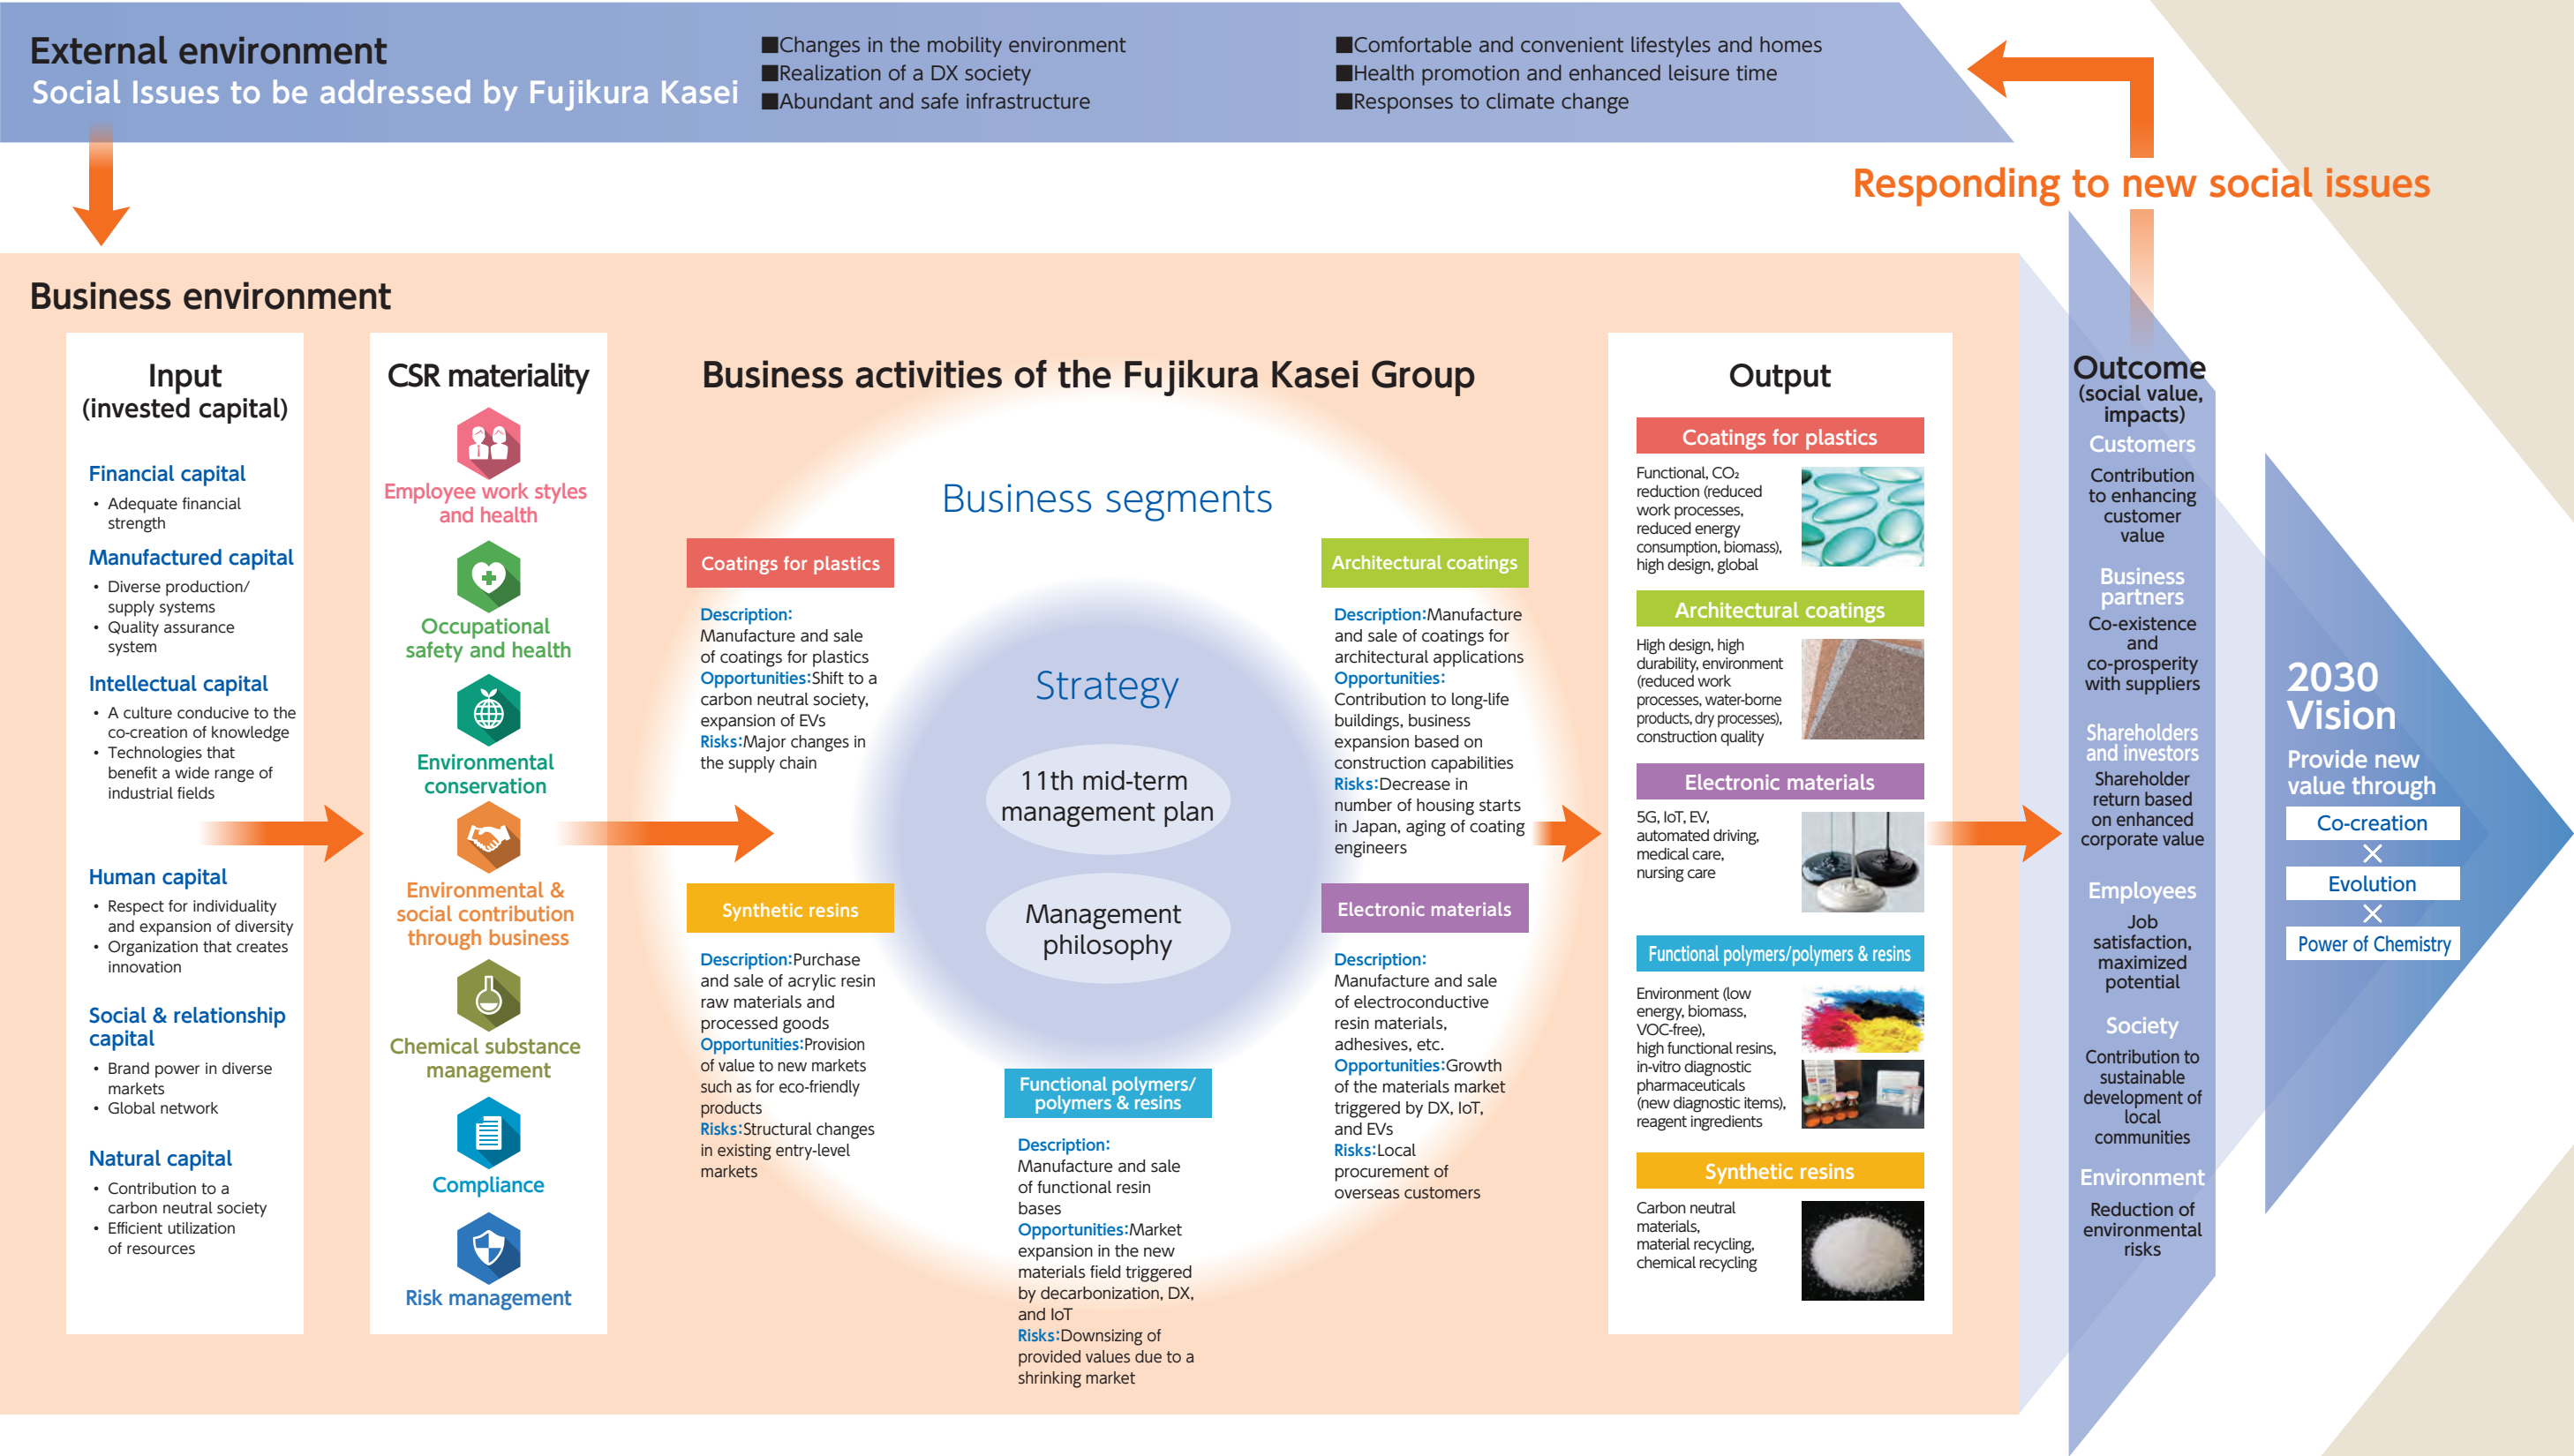 External environment
Social Issues to be addressed by Fujikura Kasei
■Changes in the mobility environment
■Realization of a DX society
■Abundant and safe infrastructure
■Comfortable and convenient lifestyles and homes
■Health promotion and enhanced leisure time
■Responses to climate change
Responding to new social issues
Business environment
Input
(invested capital)
Financial capital
• Adequate financial
strength
Manufactured capital
• Diverse production/
supply systems
• Quality assurance
system
Intellectual capital
• A culture conducive to the
co-creation of knowledge
• Technologies that
benefit a wide range of
industrial fields
Human capital
• Respect for individuality
and expansion of diversity
• Organization that creates
innovation
Social & relationship
capital
• Brand power in diverse
markets
• Global network
Natural capital
• Contribution to a
carbon neutral society
• Efficient utilization
of resources
CSR materiality
Employee work styles
and health
Occupational
safety and health
Environmental
conservation
Environmental &
social contribution
through business
Chemical substance
management
Compliance
Risk management
Business activities of the Fujikura Kasei Group
Business segments
Strategy
11th mid-term
management plan
Management
philosophy
Coatings for plastics
Description:
Manufacture and sale
of coatings for plastics
Opportunities:Shift to a
carbon neutral society,
expansion of EVs
Risks:Major changes in
the supply chain
Synthetic resins
Description:Purchase
and sale of acrylic resin
raw materials and
processed goods
Opportunities:Provision
of value to new markets
such as for eco-friendly
products
Risks:Structural changes
in existing entry-level
markets
Functional polymers/
polymers & resins
Description:
Manufacture and sale
of functional resin
bases
Opportunities:Market
expansion in the new
materials field triggered
by decarbonization, DX,
and IoT
Risks:Downsizing of
provided values due to a
shrinking market
Architectural coatings
Description:Manufacture
and sale of coatings for
architectural applications
Opportunities:
Contribution to long-life
buildings, business
expansion based on
construction capabilities
Risks:Decrease in
number of housing starts
in Japan, aging of coating
engineers
Electronic materials
Description:
Manufacture and sale
of electroconductive
resin materials,
adhesives, etc.
Opportunities:Growth
of the materials market
triggered by DX, IoT,
and EVs
Risks:Local
procurement of
overseas customers
Output
Coatings for plastics
Functional, CO₂
reduction (reduced
work processes,
reduced energy
consumption, biomass),
high design, global
Architectural coatings
High design, high
durability, environment
(reduced work
processes, water-borne
products, dry processes),
construction quality
Electronic materials
5G, IoT, EV,
automated driving,
medical care,
nursing care
Functional polymers/polymers & resins
Environment (low
energy, biomass,
VOC-free),
high functional resins,
in-vitro diagnostic
pharmaceuticals
(new diagnostic items),
reagent ingredients
Synthetic resins
Carbon neutral
materials,
material recycling,
chemical recycling
Outcome
(social value,
impacts)
Customers
Contribution
to enhancing
customer
value
Business
partners
Co-existence
and
co-prosperity
with suppliers
Shareholders
and investors
Shareholder
return based
on enhanced
corporate value
Employees
Job
satisfaction,
maximized
potential
Society
Contribution to
sustainable
development of
local
communities
Environment
Reduction of
environmental
risks
2030
Vision
Provide new
value through
Co-creation
×
Evolution
×
Power of Chemistry